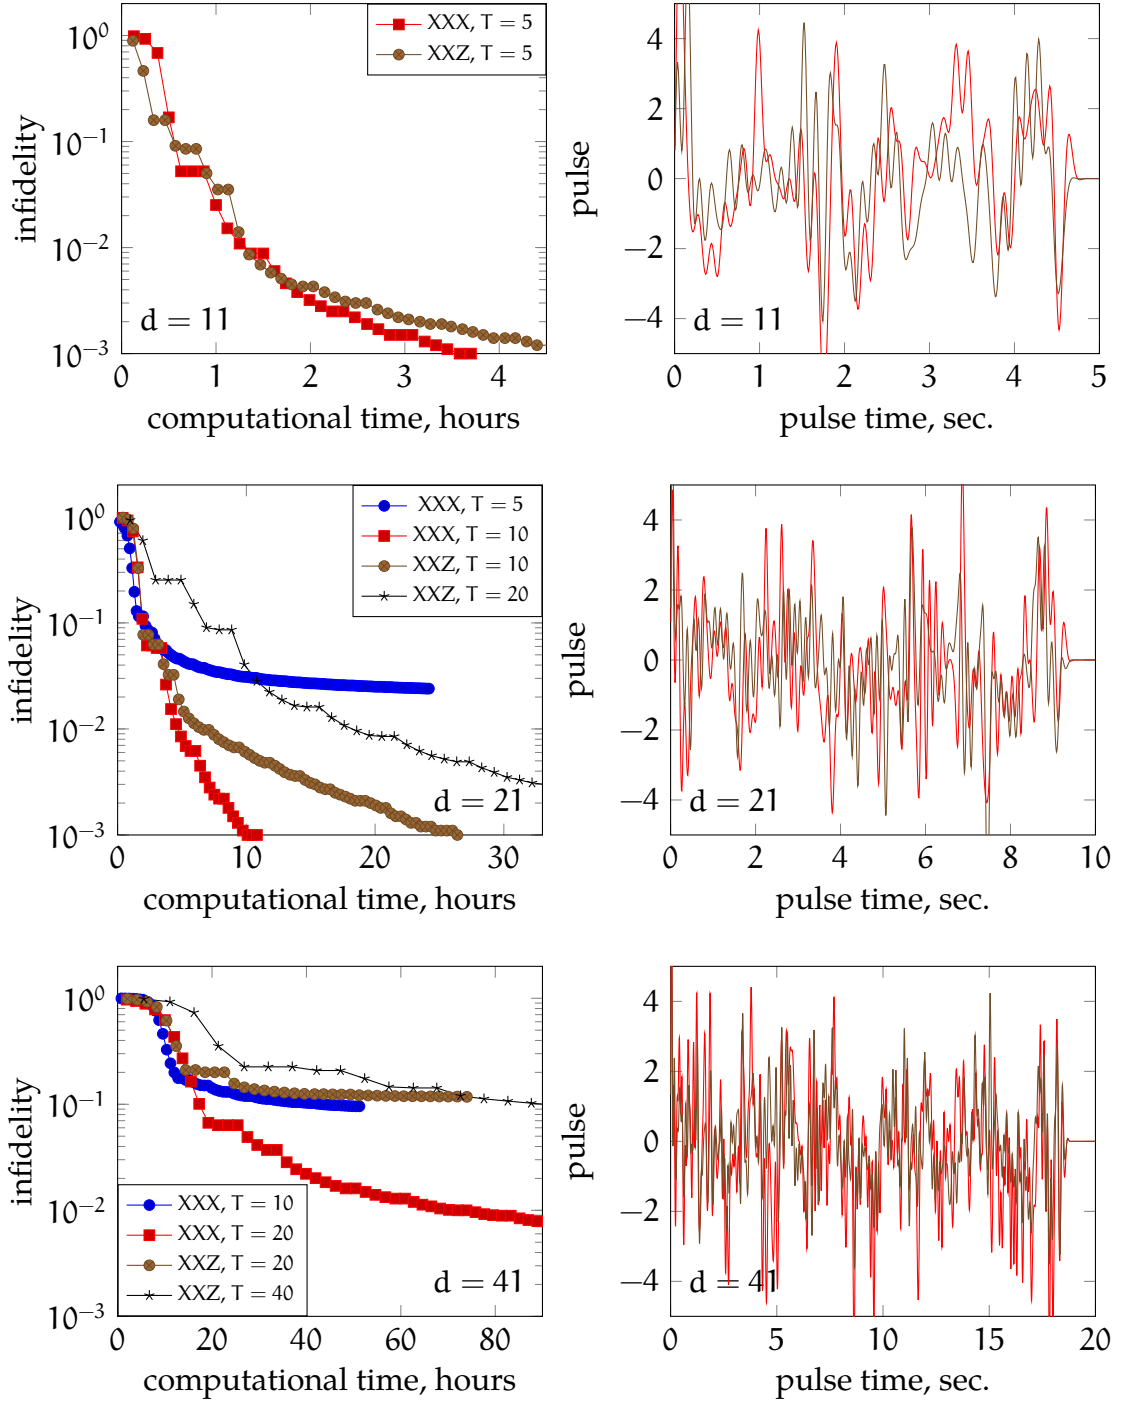 10⁰
10⁻¹
10⁻²
10⁻³
infidelity
XXX, T = 5
XXZ, T = 5
d = 11
0 1 2 3 4
computational time, hours
4
2
0
−2
−4
pulse
d = 11
0 1 2 3 4 5
pulse time, sec.
10⁰
10⁻¹
10⁻²
10⁻³
infidelity
XXX, T = 5
XXX, T = 10
XXZ, T = 10
XXZ, T = 20
d = 21
0 10 20 30
computational time, hours
4
2
0
−2
−4
pulse
d = 21
0 2 4 6 8 10
pulse time, sec.
10⁰
10⁻¹
10⁻²
10⁻³
infidelity
XXX, T = 10
XXX, T = 20
XXZ, T = 20
XXZ, T = 40
d = 41
0 20 40 60 80
computational time, hours
4
2
0
−2
−4
pulse
d = 41
0 5 10 15 20
pulse time, sec.